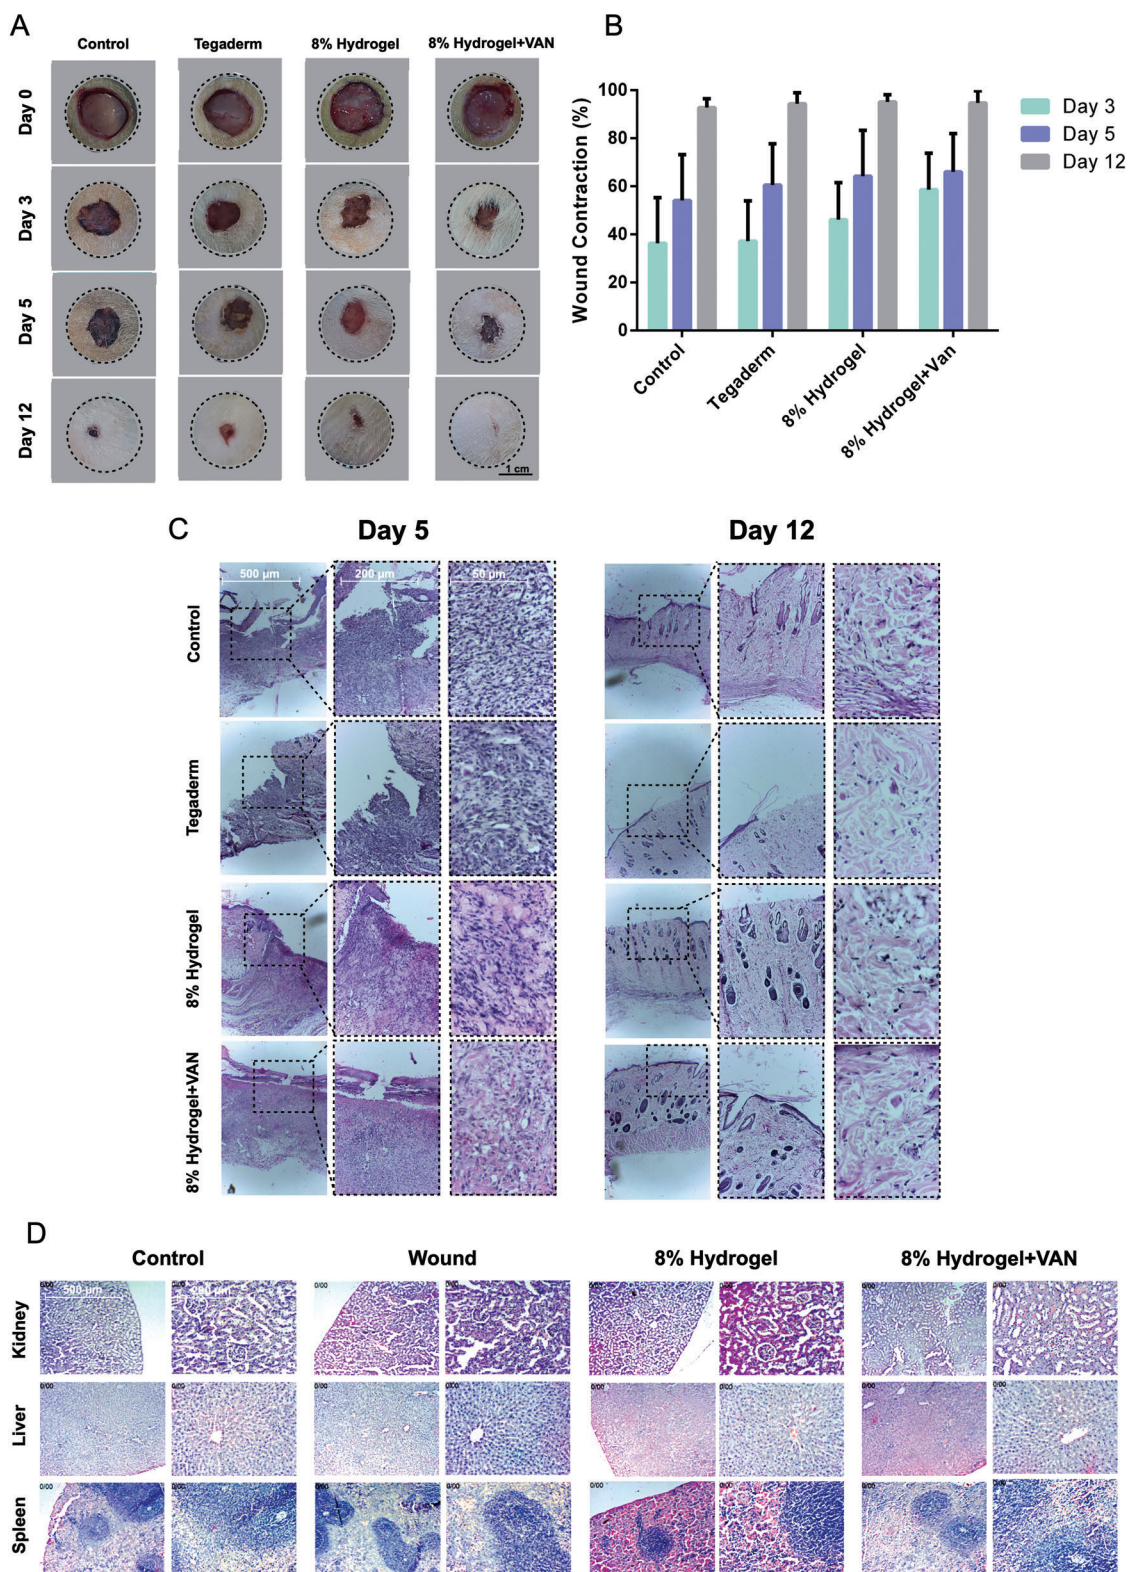 A
Control
Tegaderm
8% Hydrogel
8% Hydrogel+VAN
Day 0
Day 3
Day 5
Day 12
1 cm
B
Wound Contraction (%)
100
80
60
40
20
0
Control
Tegaderm
8% Hydrogel
8% Hydrogel+Van
Day 3
Day 5
Day 12
C
Day 5
Day 12
500 µm
200 µm
50 µm
Control
Tegaderm
8% Hydrogel
8% Hydrogel+VAN
D
Control
Wound
8% Hydrogel
8% Hydrogel+VAN
Kidney
500 µm
200 µm
Liver
Spleen